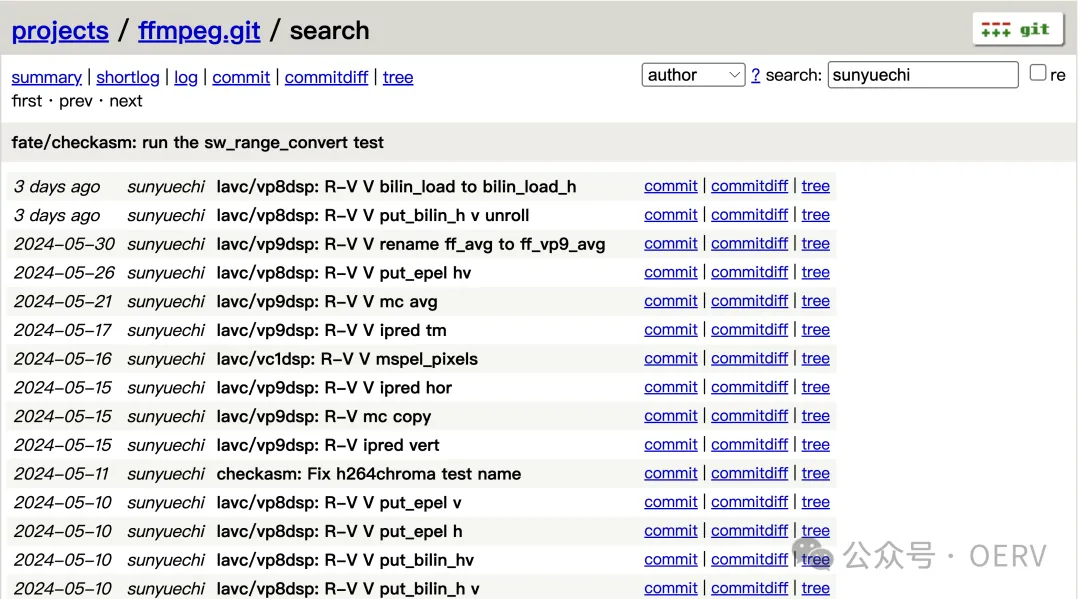 projects / ffmpeg.git / search
git
summary | shortlog | log | commit | commitdiff | tree
author ? search: sunyuechi re
first · prev · next
fate/checkasm: run the sw_range_convert test
3 days ago sunyuechi lavc/vp8dsp: R-V V bilin_load to bilin_load_h commit | commitdiff | tree
3 days ago sunyuechi lavc/vp8dsp: R-V V put_bilin_h v unroll commit | commitdiff | tree
2024-05-30 sunyuechi lavc/vp9dsp: R-V V rename ff_avg to ff_vp9_avg commit | commitdiff | tree
2024-05-26 sunyuechi lavc/vp8dsp: R-V V put_epel hv commit | commitdiff | tree
2024-05-21 sunyuechi lavc/vp9dsp: R-V V mc avg commit | commitdiff | tree
2024-05-17 sunyuechi lavc/vp9dsp: R-V V ipred tm commit | commitdiff | tree
2024-05-16 sunyuechi lavc/vc1dsp: R-V V mspel_pixels commit | commitdiff | tree
2024-05-15 sunyuechi lavc/vp9dsp: R-V V ipred hor commit | commitdiff | tree
2024-05-15 sunyuechi lavc/vp9dsp: R-V mc copy commit | commitdiff | tree
2024-05-15 sunyuechi lavc/vp9dsp: R-V ipred vert commit | commitdiff | tree
2024-05-11 sunyuechi checkasm: Fix h264chroma test name commit | commitdiff | tree
2024-05-10 sunyuechi lavc/vp8dsp: R-V V put_epel v commit | commitdiff | tree
2024-05-10 sunyuechi lavc/vp8dsp: R-V V put_epel h commit | commitdiff | tree
2024-05-10 sunyuechi lavc/vp8dsp: R-V V put_bilin_hv commit | commitdiff | tree
公众号 · OERV
2024-05-10 sunyuechi lavc/vp8dsp: R-V V put_bilin_h v commit | commitdiff | tree